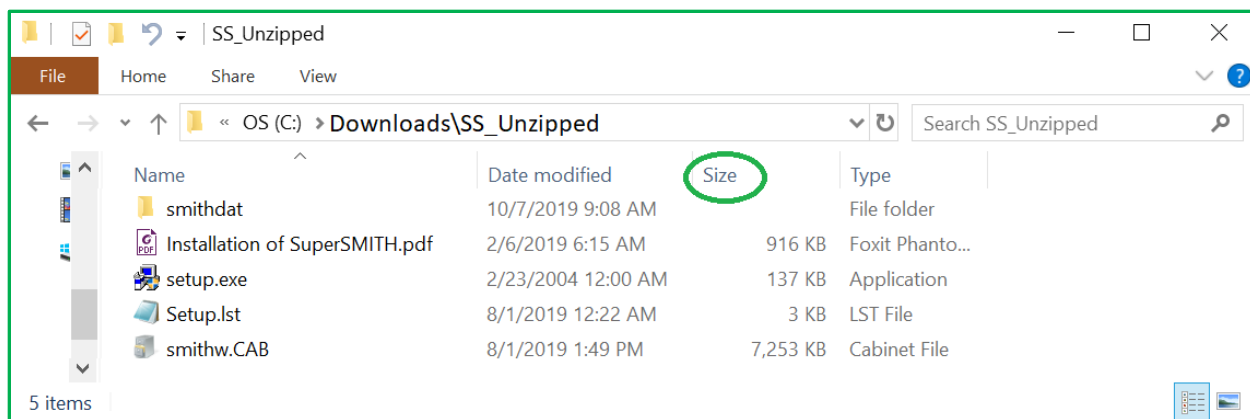 SS_Unzipped
File Home Share View
« OS (C:) > Downloads\SS_Unzipped Search SS_Unzipped
Name Date modified Size Type
smithdat 10/7/2019 9:08 AM File folder
Installation of SuperSMITH.pdf 2/6/2019 6:15 AM 916 KB Foxit Phanto...
setup.exe 2/23/2004 12:00 AM 137 KB Application
Setup.lst 8/1/2019 12:22 AM 3 KB LST File
smithw.CAB 8/1/2019 1:49 PM 7,253 KB Cabinet File
5 items